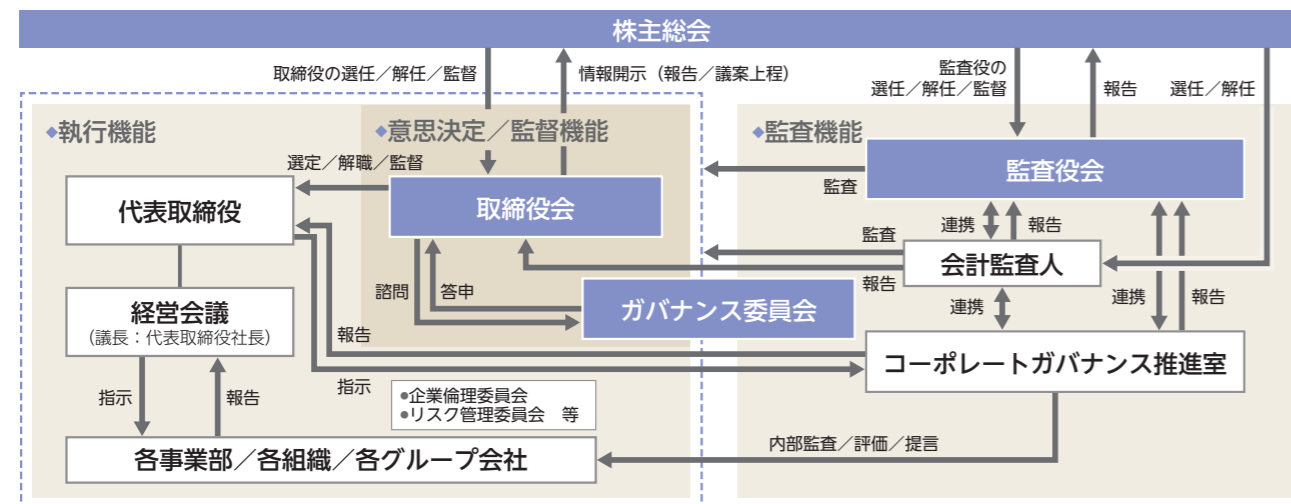 株主総会
取締役の選任／解任／監督
情報開示（報告／議案上程）
監査役の
選任／解任／監督
報告
選任／解任
◆執行機能
◆意思決定／監督機能
◆監査機能
選定／解職／監督
監査
監査役会
代表取締役
取締役会
連携
報告
監査
会計監査人
報告
諮問
答申
経営会議
（議長：代表取締役社長）
ガバナンス委員会
連携
連携
報告
報告
コーポレートガバナンス推進室
指示
報告
指示
●企業倫理委員会
●リスク管理委員会　等
内部監査／評価／提言
各事業部／各組織／各グループ会社